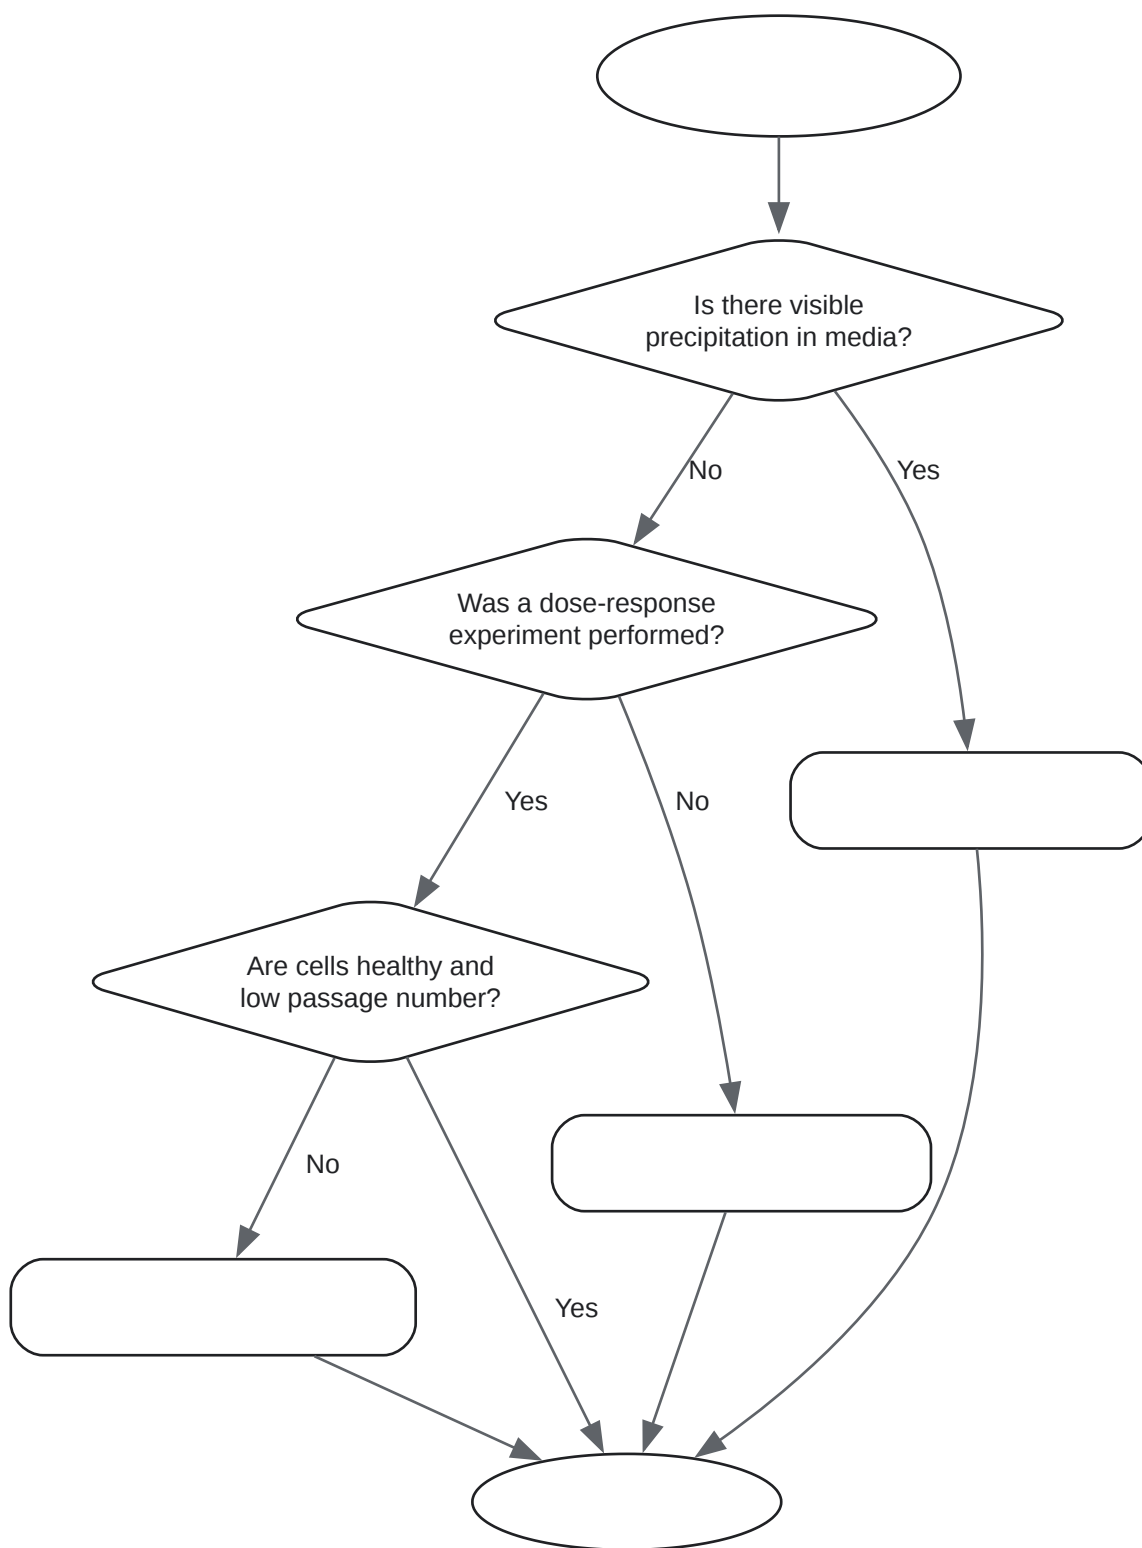 Is there visible
precipitation in media?
No
Yes
Was a dose-response
experiment performed?
Yes
No
Are cells healthy and
low passage number?
No
Yes